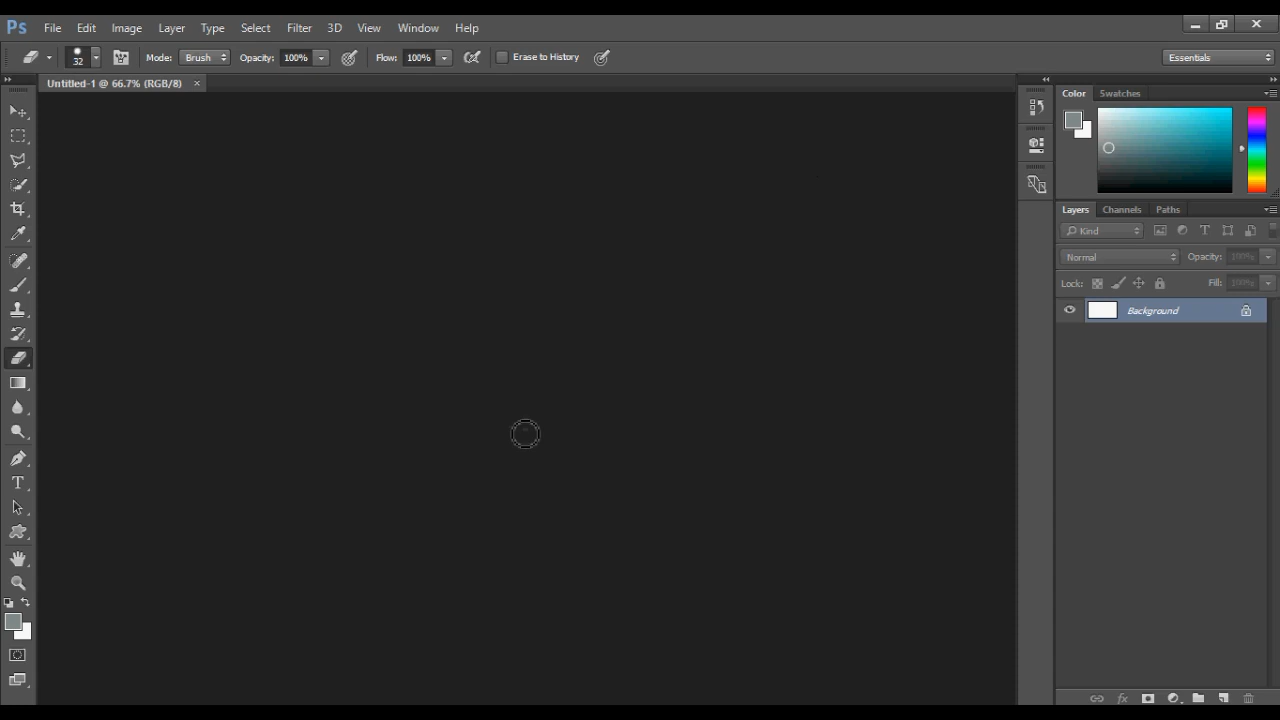 Ps File Edit Image Layer Type Select Filter 3D View Window Help
32 Mode: Brush Opacity: 100% Flow: 100% Erase to History Essentials
Untitled-1 @ 66.7% (RGB/8) ×
Color Swatches
Layers Channels Paths
Kind
Normal Opacity: 100%
Lock: Fill: 100%
Background
fx